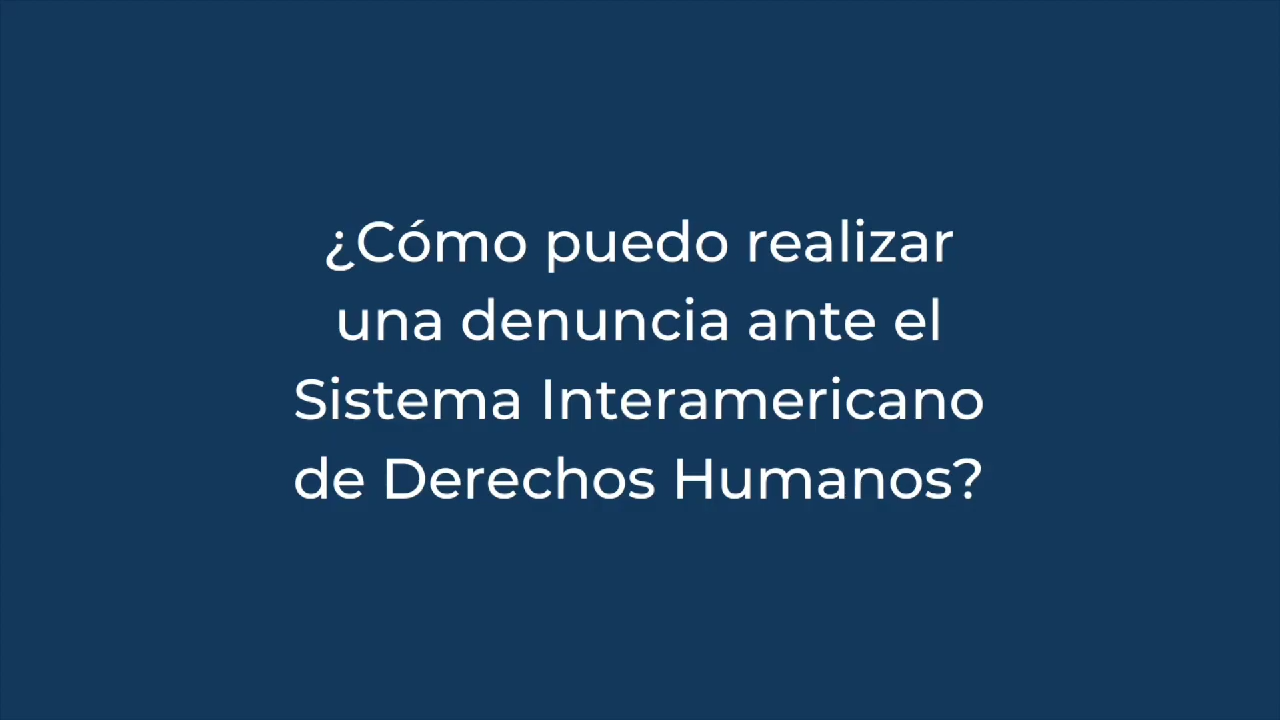 ¿Cómo puedo realizar
una denuncia ante el
Sistema Interamericano
de Derechos Humanos?